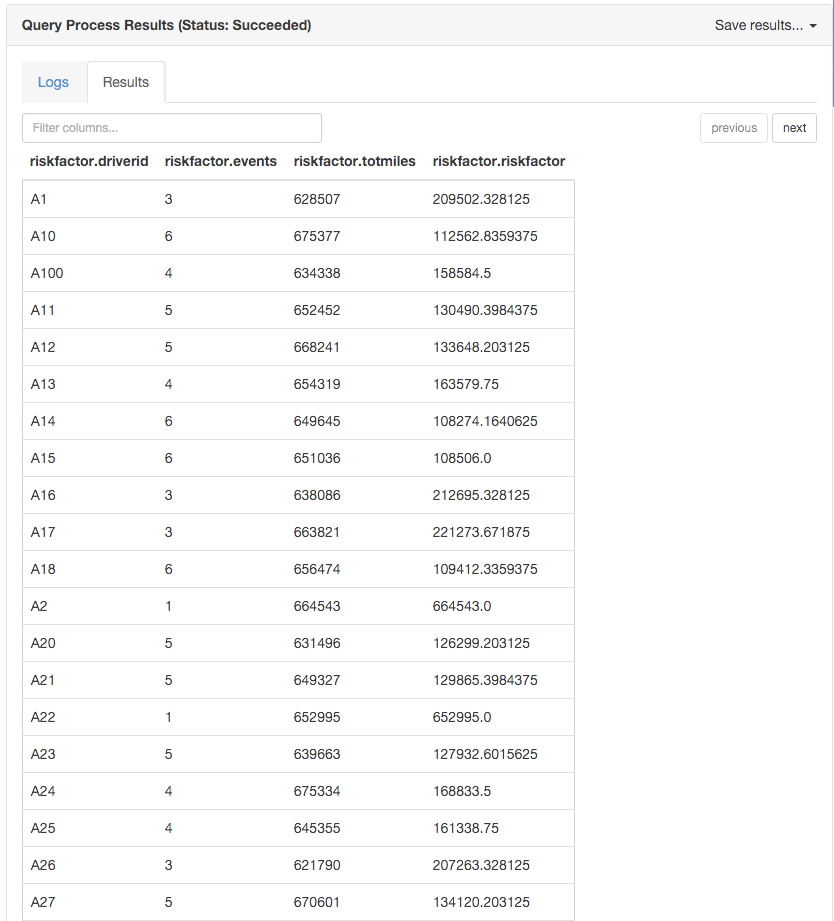 Query Process Results (Status: Succeeded) Save results...
Logs Results
Filter columns... previous next
riskfactor.driverid riskfactor.events riskfactor.totmiles riskfactor.riskfactor
A1 3 628507 209502.328125
A10 6 675377 112562.8359375
A100 4 634338 158584.5
A11 5 652452 130490.3984375
A12 5 668241 133648.203125
A13 4 654319 163579.75
A14 6 649645 108274.1640625
A15 6 651036 108506.0
A16 3 638086 212695.328125
A17 3 663821 221273.671875
A18 6 656474 109412.3359375
A2 1 664543 664543.0
A20 5 631496 126299.203125
A21 5 649327 129865.3984375
A22 1 652995 652995.0
A23 5 639663 127932.6015625
A24 4 675334 168833.5
A25 4 645355 161338.75
A26 3 621790 207263.328125
A27 5 670601 134120.203125